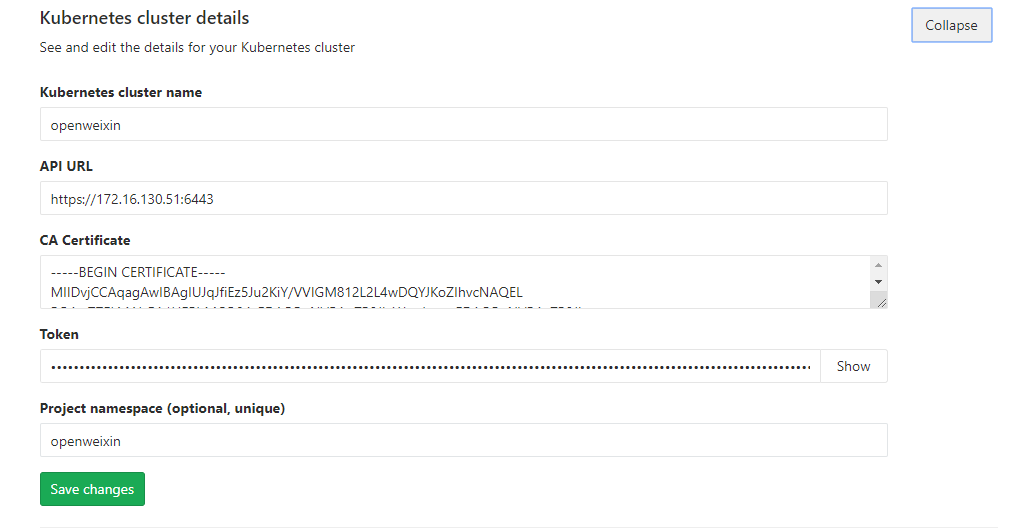 Kubernetes cluster details
Collapse
See and edit the details for your Kubernetes cluster
Kubernetes cluster name
openweixin
API URL
https://172.16.130.51:6443
CA Certificate
-----BEGIN CERTIFICATE-----
MIIDvjCCAqagAwIBAgIUJqJfiEz5Ju2KiY/VVIGM812L2L4wDQYJKoZIhvcNAQEL
Token
Show
Project namespace (optional, unique)
openweixin
Save changes